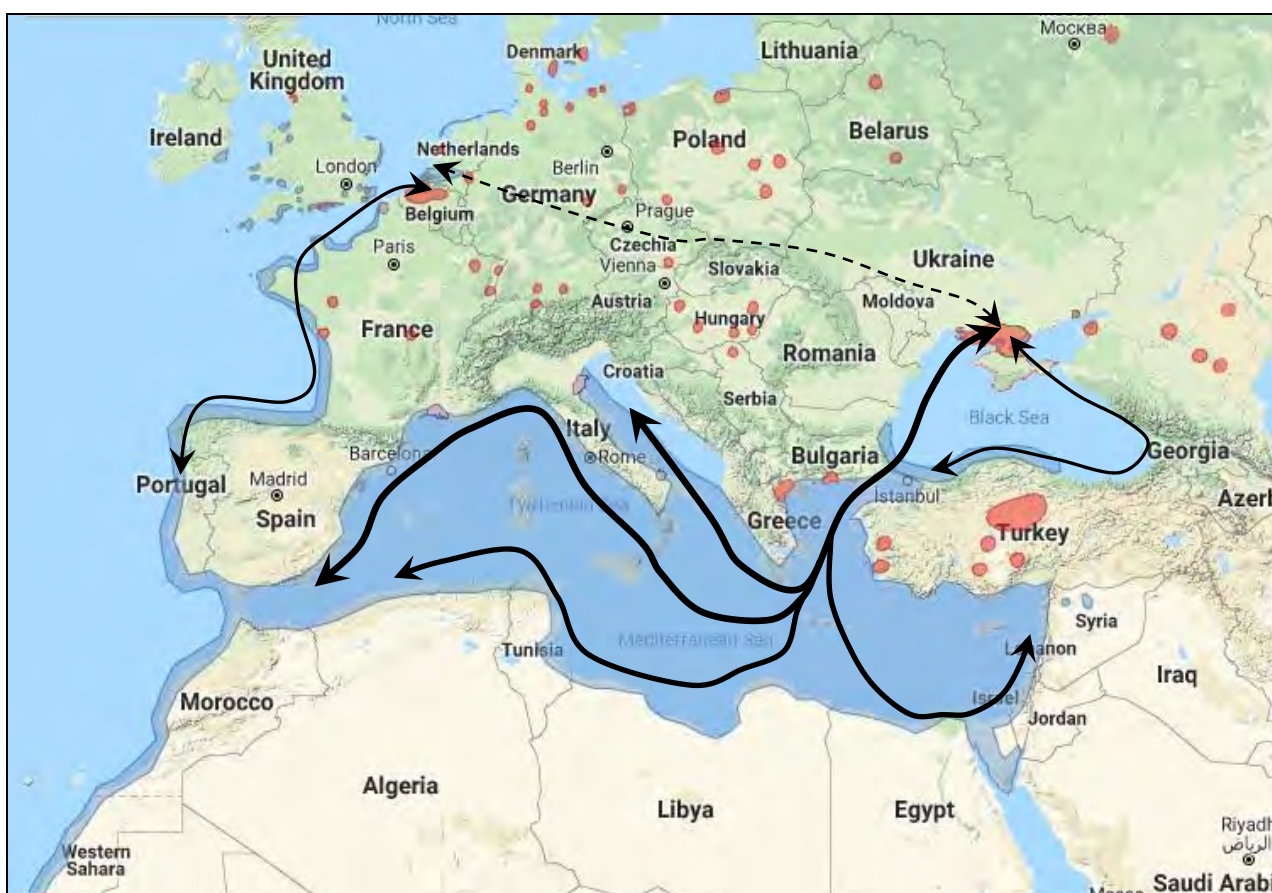 North Sea
Москва
Denmark
Lithuania
United
Kingdom
Ireland
Belarus
Poland
Netherlands
London
Berlin
Germany
Belgium
Prague
Paris
Czechia
Ukraine
Vienna
Slovakia
Austria
Moldova
Hungary
France
Romania
Croatia
Serbia
Black Sea
Italy
Barcelona
Rome
Bulgaria
Georgia
Portugal
Madrid
Istanbul
Azerb
Tyrrhenian Sea
Spain
Greece
Turkey
Syria
Mediterranean Sea
Tunisia
Lebanon
Iraq
Morocco
Israel
Jordan
Algeria
Libya
Egypt
Riyadh
الرياض
Western
Sahara
Saudi Arabi